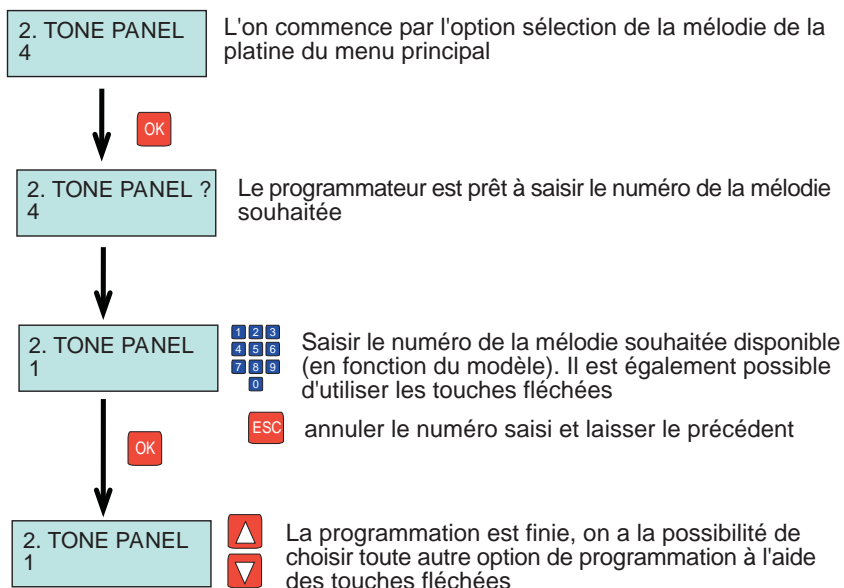 2. TONE PANEL
4
L'on commence par l'option sélection de la mélodie de la
platine du menu principal
OK
2. TONE PANEL ?
4
Le programmateur est prêt à saisir le numéro de la mélodie
souhaitée
2. TONE PANEL
1
1 2 3
4 5 6
7 8 9
0
Saisir le numéro de la mélodie souhaitée disponible
(en fonction du modèle). Il est également possible
d'utiliser les touches fléchées
ESC
annuler le numéro saisi et laisser le précédent
OK
2. TONE PANEL
1
La programmation est finie, on a la possibilité de
choisir toute autre option de programmation à l'aide
des touches fléchées